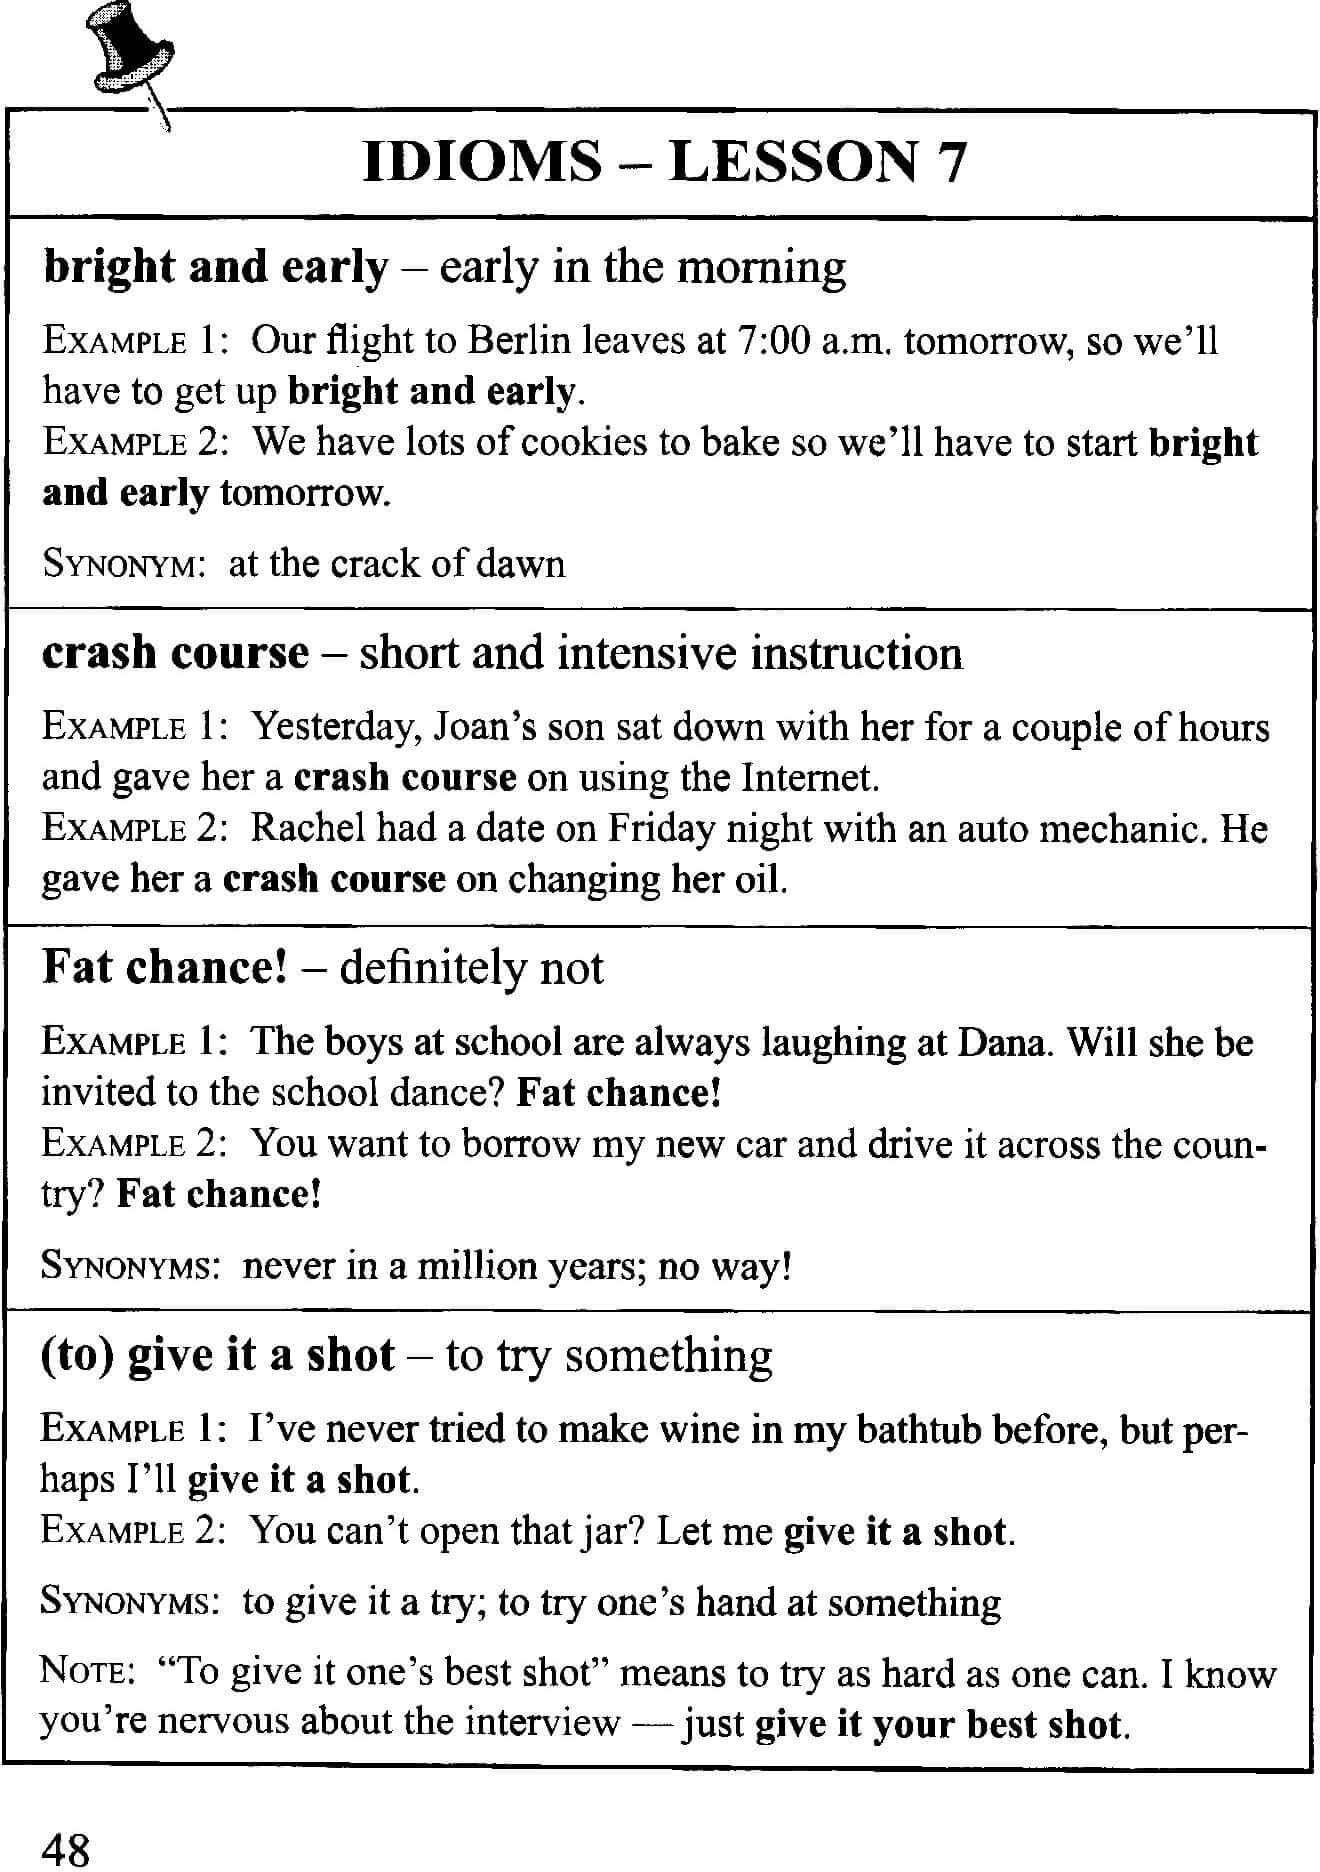 IDIOMS – LESSON 7
bright and early – early in the morning
EXAMPLE 1: Our flight to Berlin leaves at 7:00 a.m. tomorrow, so we'll
have to get up bright and early.
EXAMPLE 2: We have lots of cookies to bake so we'll have to start bright
and early tomorrow.
SYNONYM: at the crack of dawn
crash course – short and intensive instruction
EXAMPLE 1: Yesterday, Joan's son sat down with her for a couple of hours
and gave her a crash course on using the Internet.
EXAMPLE 2: Rachel had a date on Friday night with an auto mechanic. He
gave her a crash course on changing her oil.
Fat chance! – definitely not
EXAMPLE 1: The boys at school are always laughing at Dana. Will she be
invited to the school dance? Fat chance!
EXAMPLE 2: You want to borrow my new car and drive it across the coun-
try? Fat chance!
SYNONYMS: never in a million years; no way!
(to) give it a shot – to try something
EXAMPLE 1: I've never tried to make wine in my bathtub before, but per-
haps I'll give it a shot.
EXAMPLE 2: You can't open that jar? Let me give it a shot.
SYNONYMS: to give it a try; to try one's hand at something
NOTE: “To give it one's best shot” means to try as hard as one can. I know
you're nervous about the interview — just give it your best shot.
48